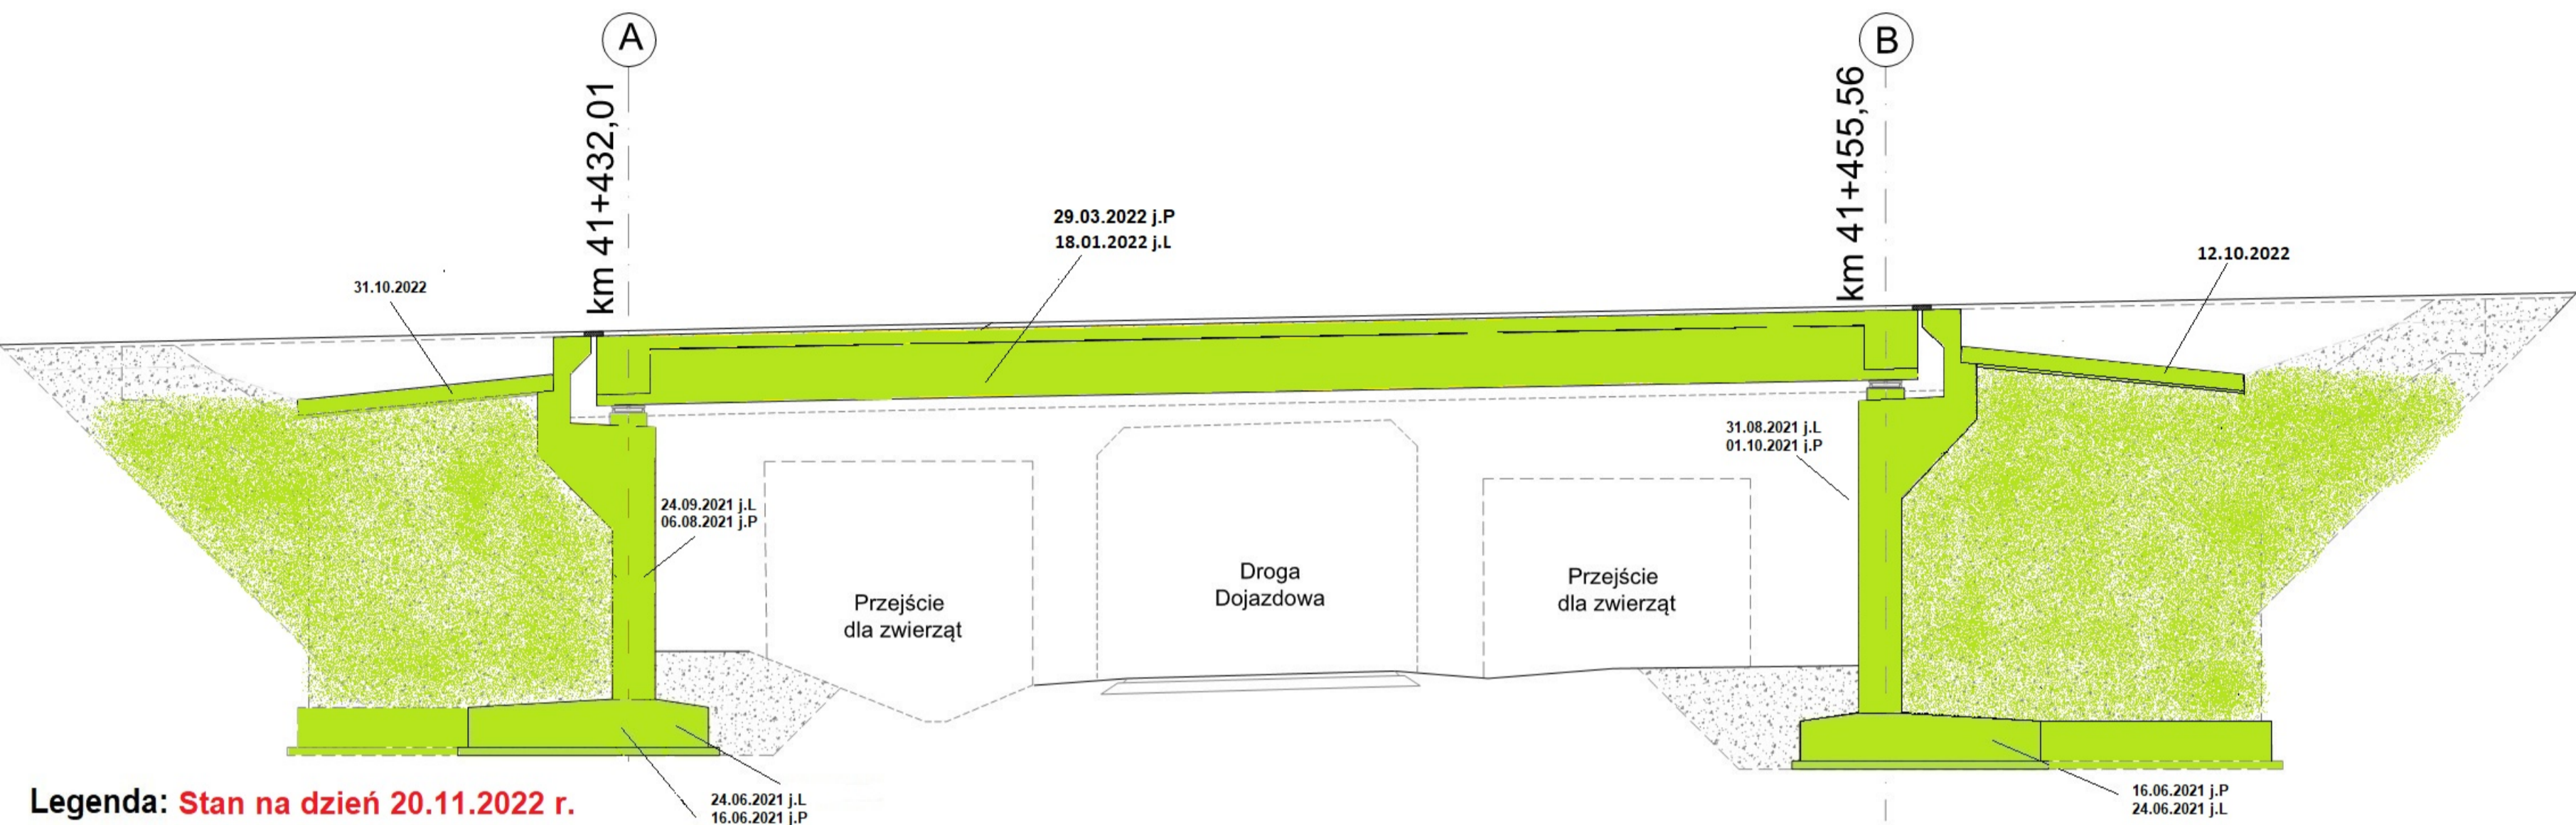 A
B
km 41+432,01
km 41+455,56
29.03.2022 j.P
18.01.2022 j.L
12.10.2022
31.10.2022
31.08.2021 j.L
01.10.2021 j.P
24.09.2021 j.L
06.08.2021 j.P
Przejście
dla zwierząt
Droga
Dojazdowa
Przejście
dla zwierząt
24.06.2021 j.L
16.06.2021 j.P
16.06.2021 j.P
24.06.2021 j.L
Legenda: Stan na dzień 20.11.2022 r.